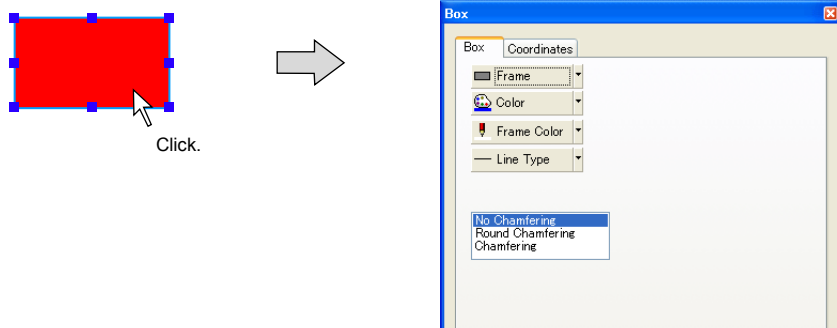 Click.
Box
Box Coordinates
Frame
Color
Frame Color
Line Type
No Chamfering
Round Chamfering
Chamfering